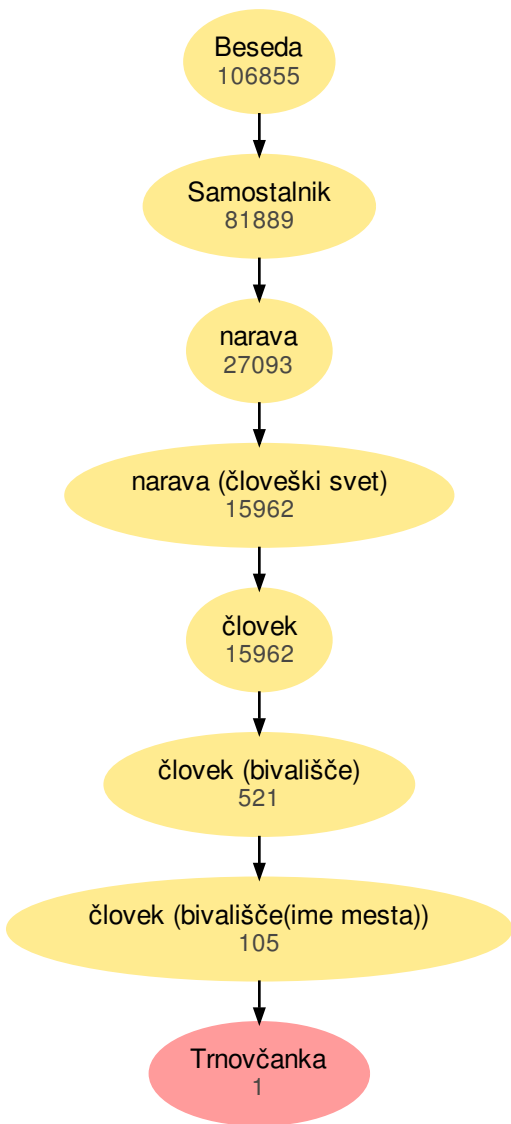 Beseda
106855
Samostalnik
81889
narava
27093
narava (človeški svet)
15962
človek
15962
človek (bivališče)
521
človek (bivališče(ime mesta))
105
Trnovčanka
1